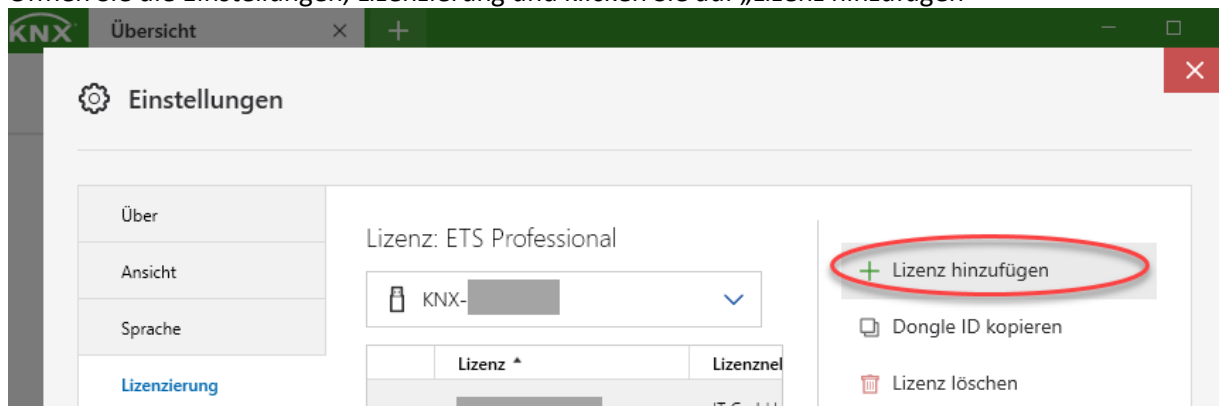 Öffnen Sie die Einstellungen, Lizenzierung und klicken Sie auf „Lizenz hinzufügen“
KNX Übersicht
Einstellungen
Über
Ansicht
Sprache
Lizenzierung
Lizenz: ETS Professional
KNX-
Lizenz Lizenzne
Lizenz hinzufügen
Dongle ID kopieren
Lizenz löschen